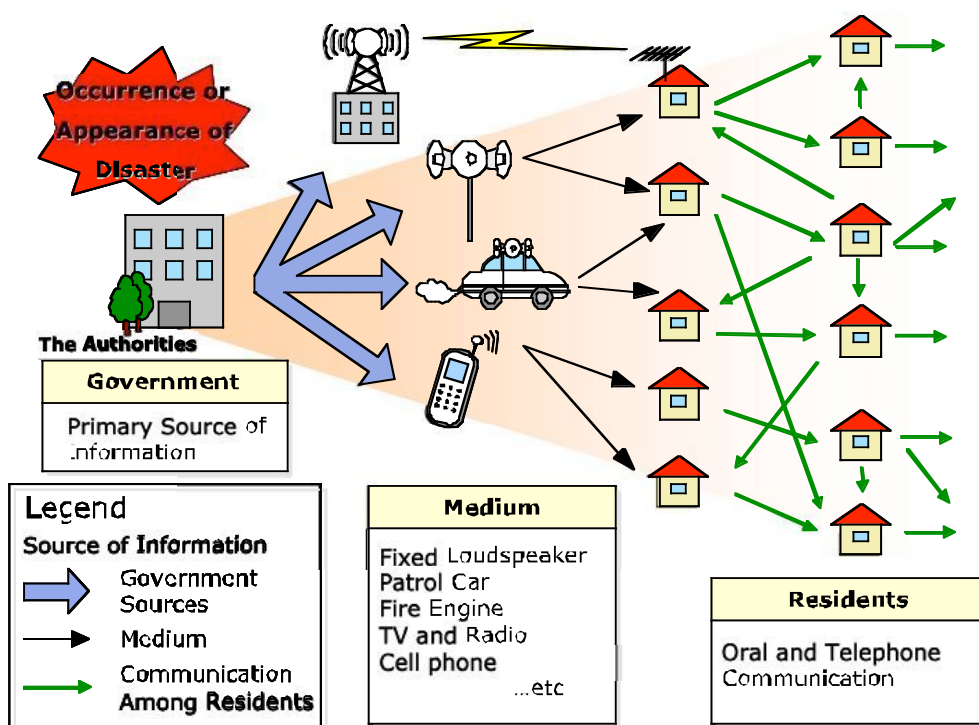 Occurrence or
Appearance of
Disaster
The Authorities
Government
Primary Source of
Information
Legend
Source of Information
Government
Sources
Medium
Communication
Among Residents
Medium
Fixed Loudspeaker
Patrol Car
Fire Engine
TV and Radio
Cell phone
...etc
Residents
Oral and Telephone
Communication